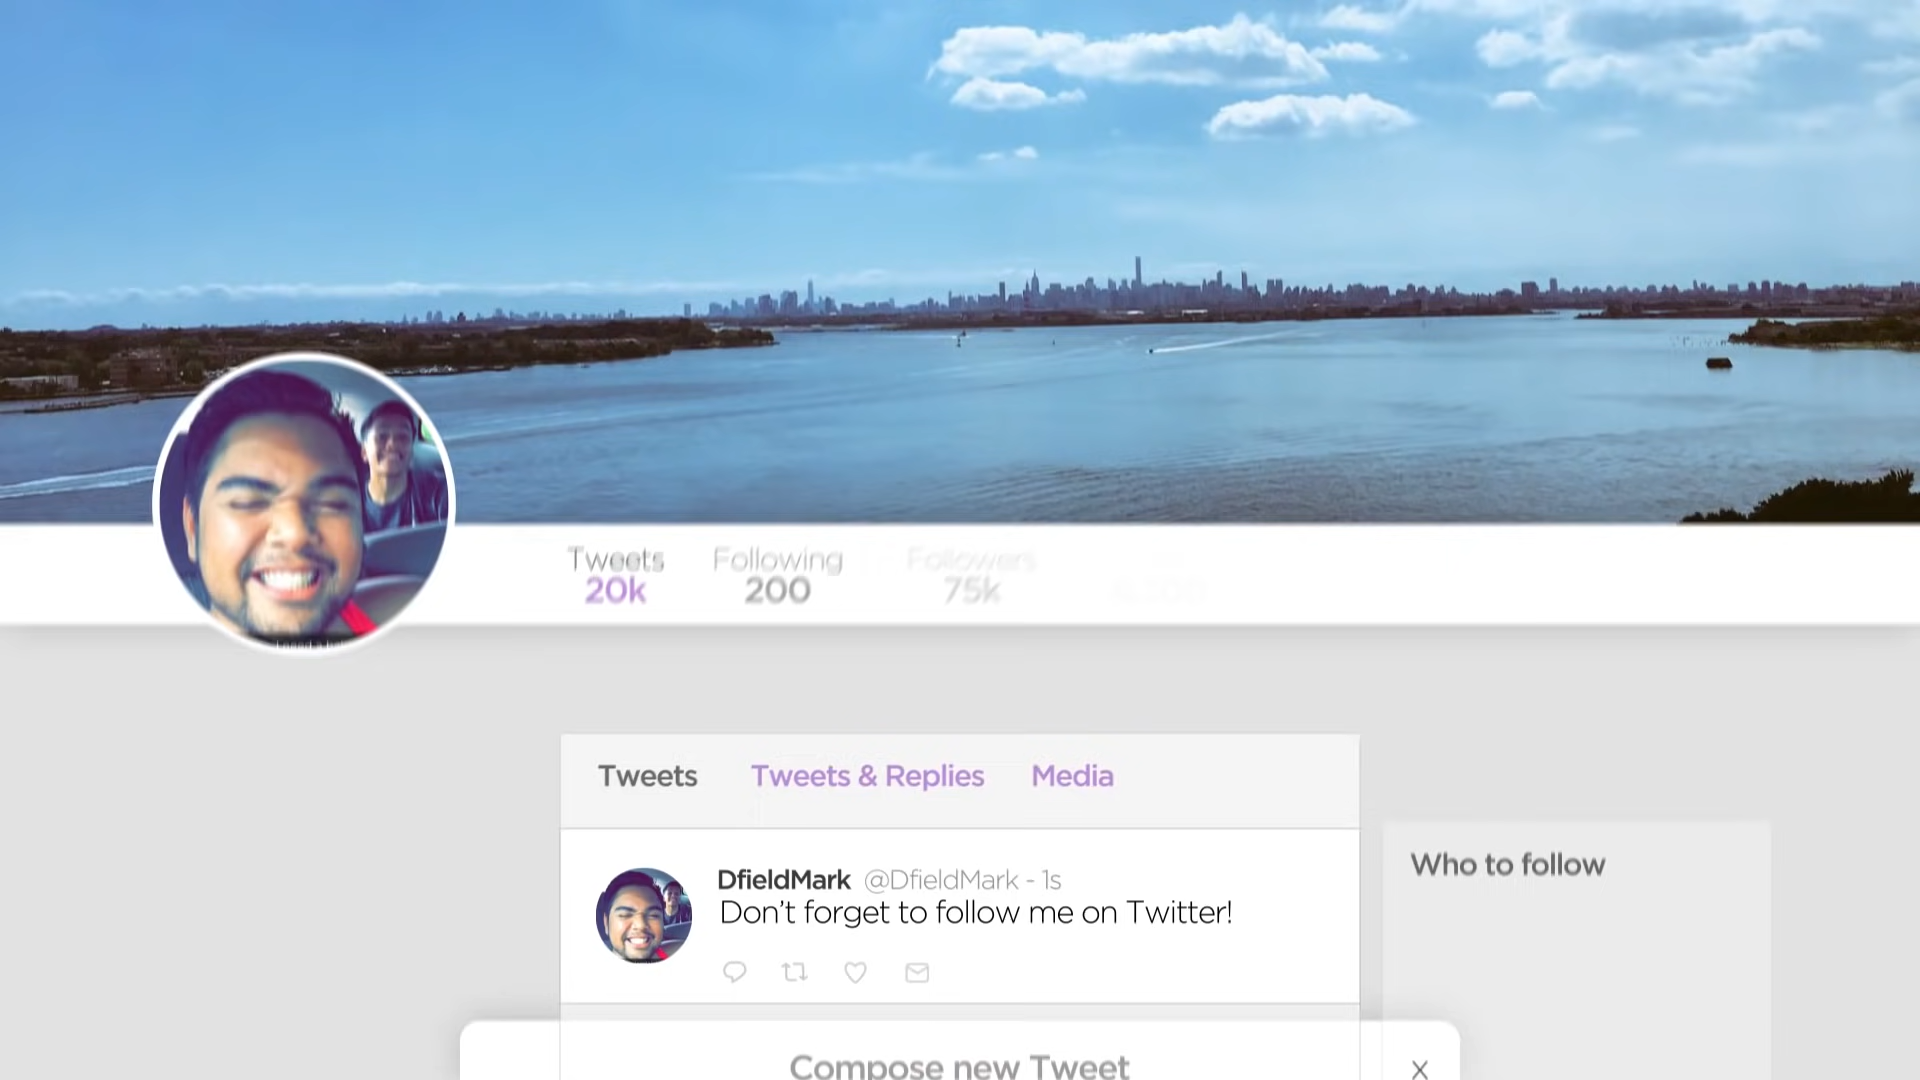 Tweets Following Followers
20k 200 75k
Tweets Tweets & Replies Media
DfieldMark @DfieldMark - 1s
Don't forget to follow me on Twitter!
Who to follow
Compose new Tweet X